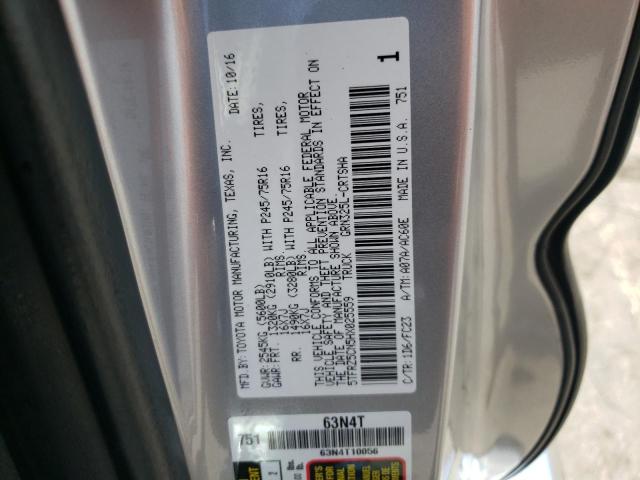 MFD. BY: TOYOTA MOTOR MANUFACTURING, TEXAS, INC. DATE: 10/16
GVWR: 2545KG (5600LB)
GAWR: FRT. 1320KG (2910LB) WITH P245/75R16 TIRES,
16X7J RIMS.
RR. 1490KG (3280LB) WITH P245/75R16 TIRES,
16X7J RIMS.
THIS VEHICLE CONFORMS TO ALL APPLICABLE FEDERAL MOTOR
VEHICLE SAFETY AND THEFT PREVENTION STANDARDS IN EFFECT ON
THE DATE OF MANUFACTURE SHOWN ABOVE.
5TFRZ5CN5HX025559 TRUCK GRN325L-CRTSHA
C/TR: 1D6/FC23 A/TM: A07A/AC60E MADE IN U.S.A. 751
1
751 63N4T
63N4T10056